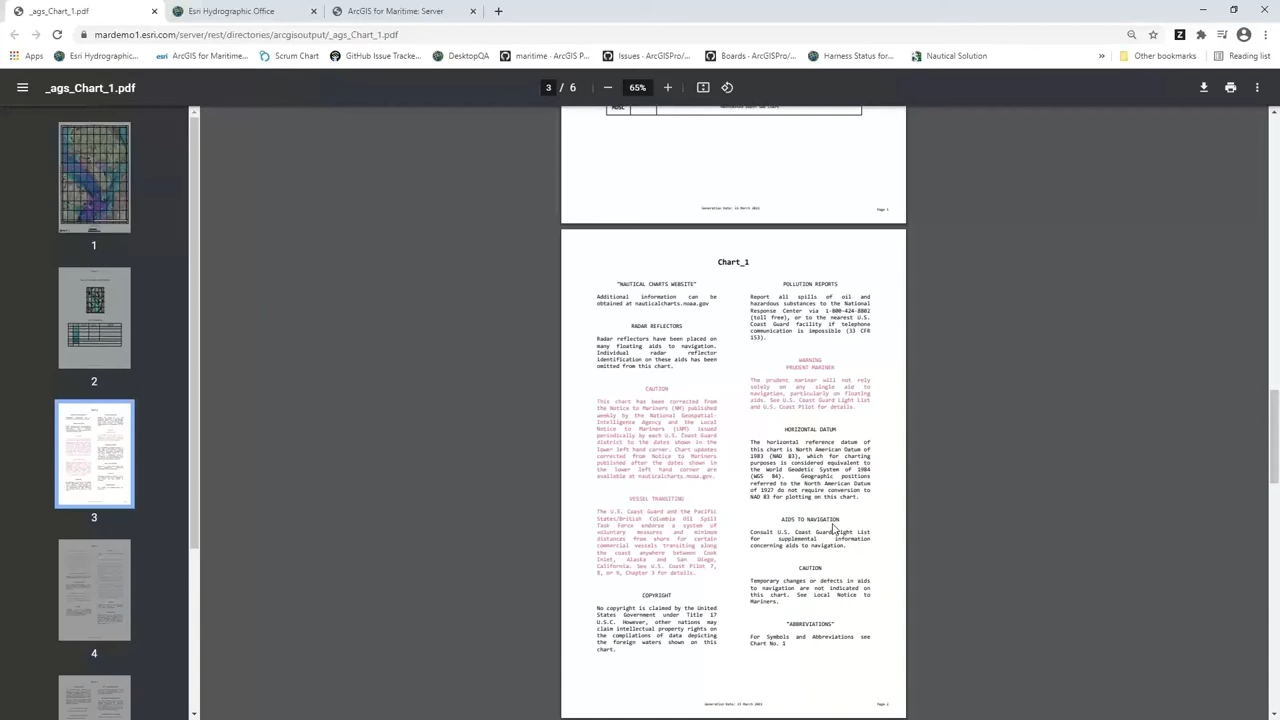 _ags_Chart_1.pdf
Esri Hydrographic Office
ArcGIS for Maritime: Server
mardemo1.esri.com/server/rest/directories/arcgisoutput/_ags_Chart_1.pdf
Apps
Esri Hydrographic...
esri ArcGIS for Maritime...
Scrum Chart
GitHub Issue Tracke...
DesktopQA
maritime - ArcGIS P...
Issues - ArcGISPro/...
Boards - ArcGISPro...
Harness Status for...
Nautical Solution
Other bookmarks
Reading list
_ags_Chart_1.pdf
3 / 6
65%
1
2
3
4
Page 1
Chart_1
"NAUTICAL CHARTS WEBSITE"
Additional information can be
obtained at nauticalcharts.noaa.gov
RADAR REFLECTORS
Radar reflectors have been placed on
many floating aids to navigation.
Individual radar reflector
identification on these aids has been
omitted from this chart.
CAUTION
This chart has been corrected from
the Notice to Mariners (NM) published
weekly by the National Geospatial-
Intelligence Agency and the Local
Notice to Mariners (LNM) issued
periodically by each U.S. Coast Guard
district to the dates shown in the
lower left hand corner. Chart updates
corrected from Notice to Mariners
published after the dates shown in
the lower left hand corner are
available at nauticalcharts.noaa.gov.
VESSEL TRANSITING
The U.S. Coast Guard and the Pacific
States/British Columbia Oil Spill
Task Force endorse a system of
voluntary measures and minimum
distances from shore for certain
commercial vessels transiting along
the coast anywhere between Cook
Inlet, Alaska and San Diego,
California. See U.S. Coast Pilot 7,
8, or 9, Chapter 3 for details.
COPYRIGHT
No copyright is claimed by the United
States Government under Title 17
U.S.C. However, other nations may
claim intellectual property rights on
the compilations of data depicting
the foreign waters shown on this
chart.
POLLUTION REPORTS
Report all spills of oil and
hazardous substances to the National
Response Center via 1-800-424-8802
(toll free), or to the nearest U.S.
Coast Guard facility if telephone
communication is impossible (33 CFR
153).
WARNING
PRUDENT MARINER
The prudent mariner will not rely
solely on any single aid to
navigation, particularly on floating
aids. See U.S. Coast Guard Light List
and U.S. Coast Pilot for details.
HORIZONTAL DATUM
The horizontal reference datum of
this chart is North American Datum of
1983 (NAD 83), which for charting
purposes is considered equivalent to
the World Geodetic System of 1984
(WGS 84). Geographic positions
referred to the North American Datum
of 1927 do not require conversion to
NAD 83 for plotting on this chart.
AIDS TO NAVIGATION
Consult U.S. Coast Guard Light List
for supplemental information
concerning aids to navigation.
CAUTION
Temporary changes or defects in aids
to navigation are not indicated on
this chart. See Local Notice to
Mariners.
"ABBREVIATIONS"
For Symbols and Abbreviations see
Chart No. 1